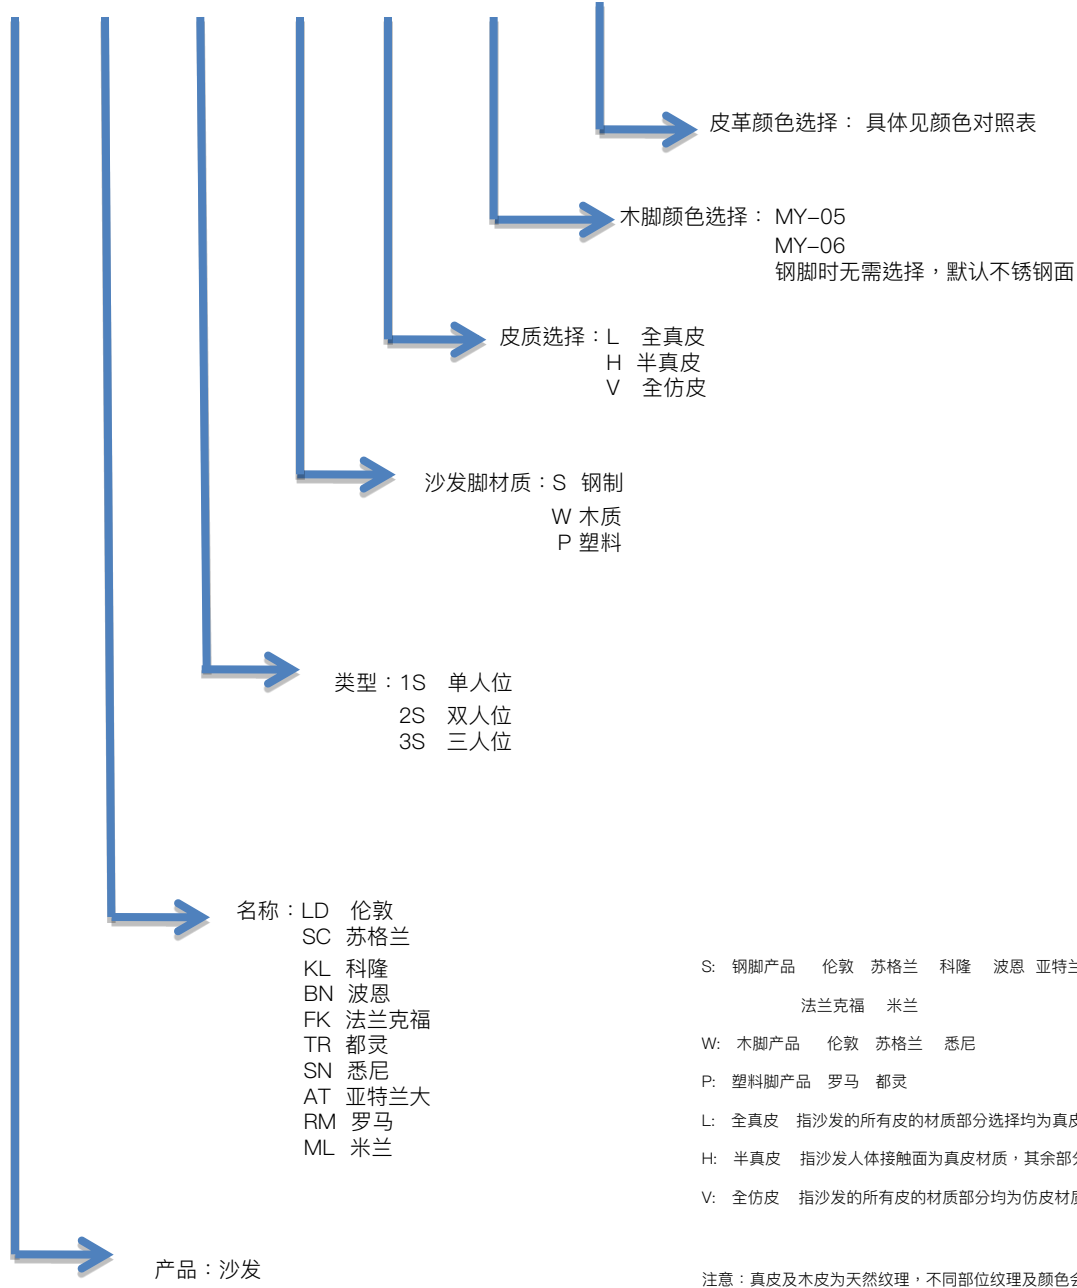 皮革颜色选择： 具体见颜色对照表
木脚颜色选择： MY-05
MY-06
钢脚时无需选择，默认不锈钢面
皮质选择：L 全真皮
H 半真皮
V 全仿皮
沙发脚材质：S 钢制
W 木质
P 塑料
类型：1S 单人位
2S 双人位
3S 三人位
名称：LD 伦敦
SC 苏格兰
KL 科隆
BN 波恩
FK 法兰克福
TR 都灵
SN 悉尼
AT 亚特兰大
RM 罗马
ML 米兰
产品：沙发
S: 钢脚产品 伦敦 苏格兰 科隆 波恩 亚特兰
法兰克福 米兰
W: 木脚产品 伦敦 苏格兰 悉尼
P: 塑料脚产品 罗马 都灵
L: 全真皮 指沙发的所有皮的材质部分选择均为真皮
H: 半真皮 指沙发人体接触面为真皮材质，其余部
V: 全仿皮 指沙发的所有皮的材质部分均为仿皮材
注意：真皮及木皮为天然纹理，不同部位纹理及颜色